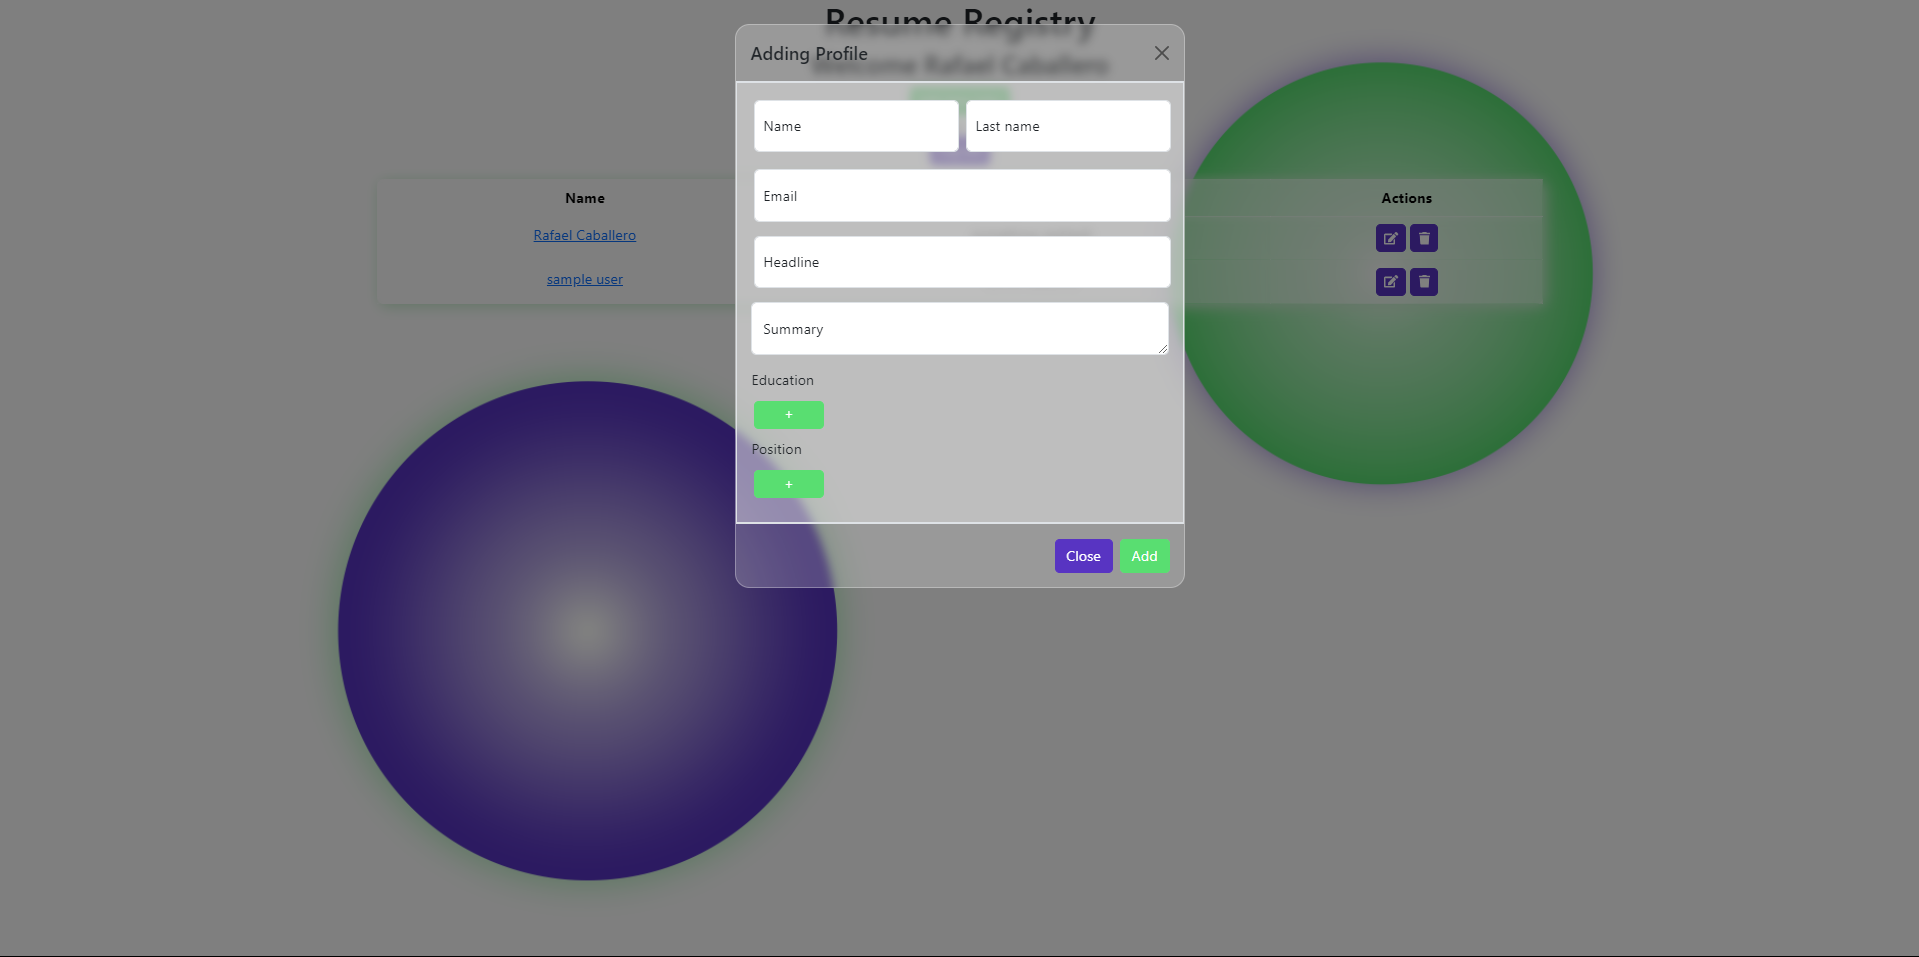 Resume Registry
Adding Profile
Welcome Rafael Caballero
Name
Last name
Email
Headline
Summary
Education
+
Position
+
Close
Add
Name
Actions
Rafael Caballero
sample user